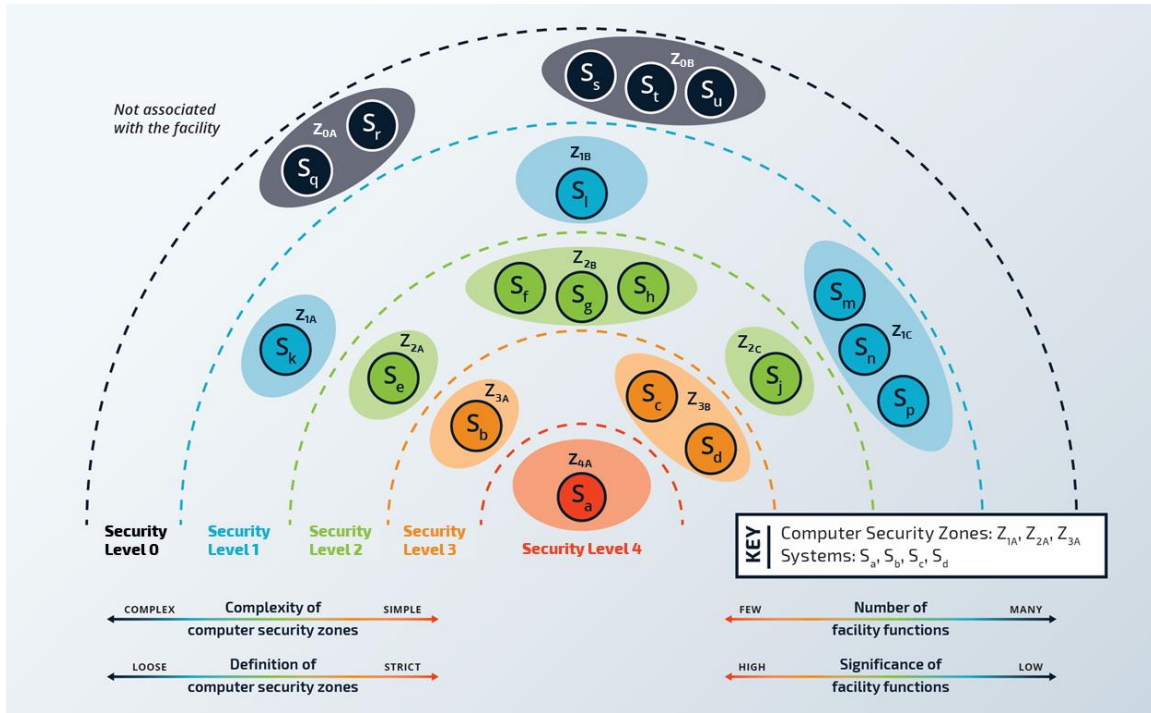 Not associated
with the facility
Z0A
Sq
Sr
Z0B
Ss
St
Su
Z1B
Sl
Z1A
Sk
Z1C
Sm
Sn
Sp
Z2B
Sf
Sg
Sh
Z2A
Se
Z2C
Sj
Z3A
Sb
Z3B
Sc
Sd
Z4A
Sa
Security
Level 0
Security
Level 1
Security
Level 2
Security
Level 3
Security Level 4
KEY
Computer Security Zones: Z1A, Z2A, Z3A
Systems: Sa, Sb, Sc, Sd
COMPLEX Complexity of SIMPLE
computer security zones
LOOSE Definition of STRICT
computer security zones
FEW Number of MANY
facility functions
HIGH Significance of LOW
facility functions